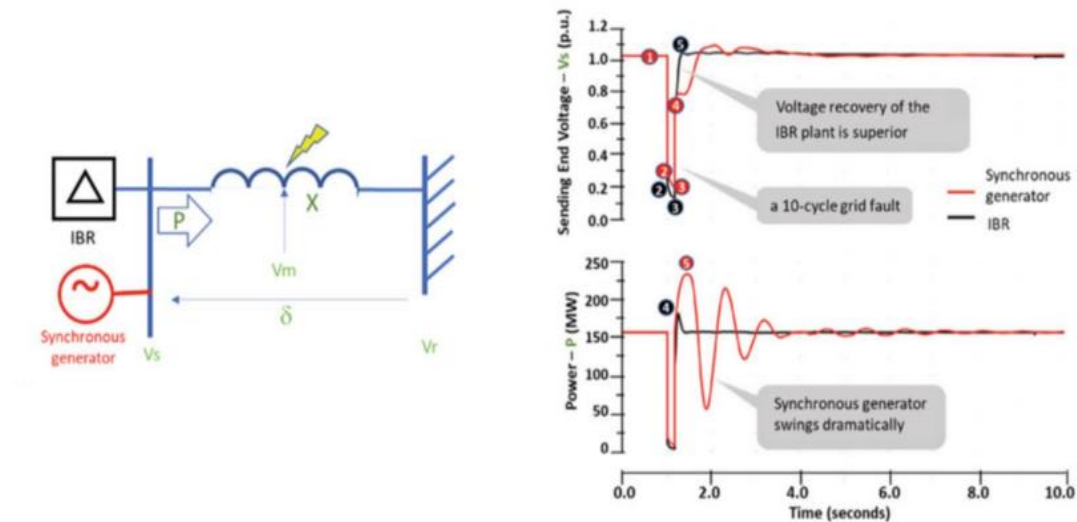 IBR
P
X
Vm
δ
Synchronous
generator
Vs
Vr
Sending End Voltage – Vs (p.u.)
1.2
1.0
0.8
0.6
0.4
0.2
0.0
1
5
4
2
2
3
3
Voltage recovery of the
IBR plant is superior
a 10-cycle grid fault
Synchronous
generator
IBR
Power – P (MW)
250
200
150
100
50
0
5
4
Synchronous generator
swings dramatically
0.0 2.0 4.0 6.0 8.0 10.0
Time (seconds)